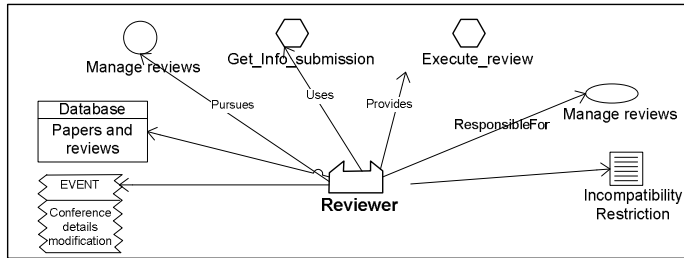 Manage reviews
Get_Info_submission
Execute_review
Pursues
Uses
Provides
ResponsibleFor
Manage reviews
Database
Papers and
reviews
EVENT
Conference
details
modification
Reviewer
Incompatibility
Restriction